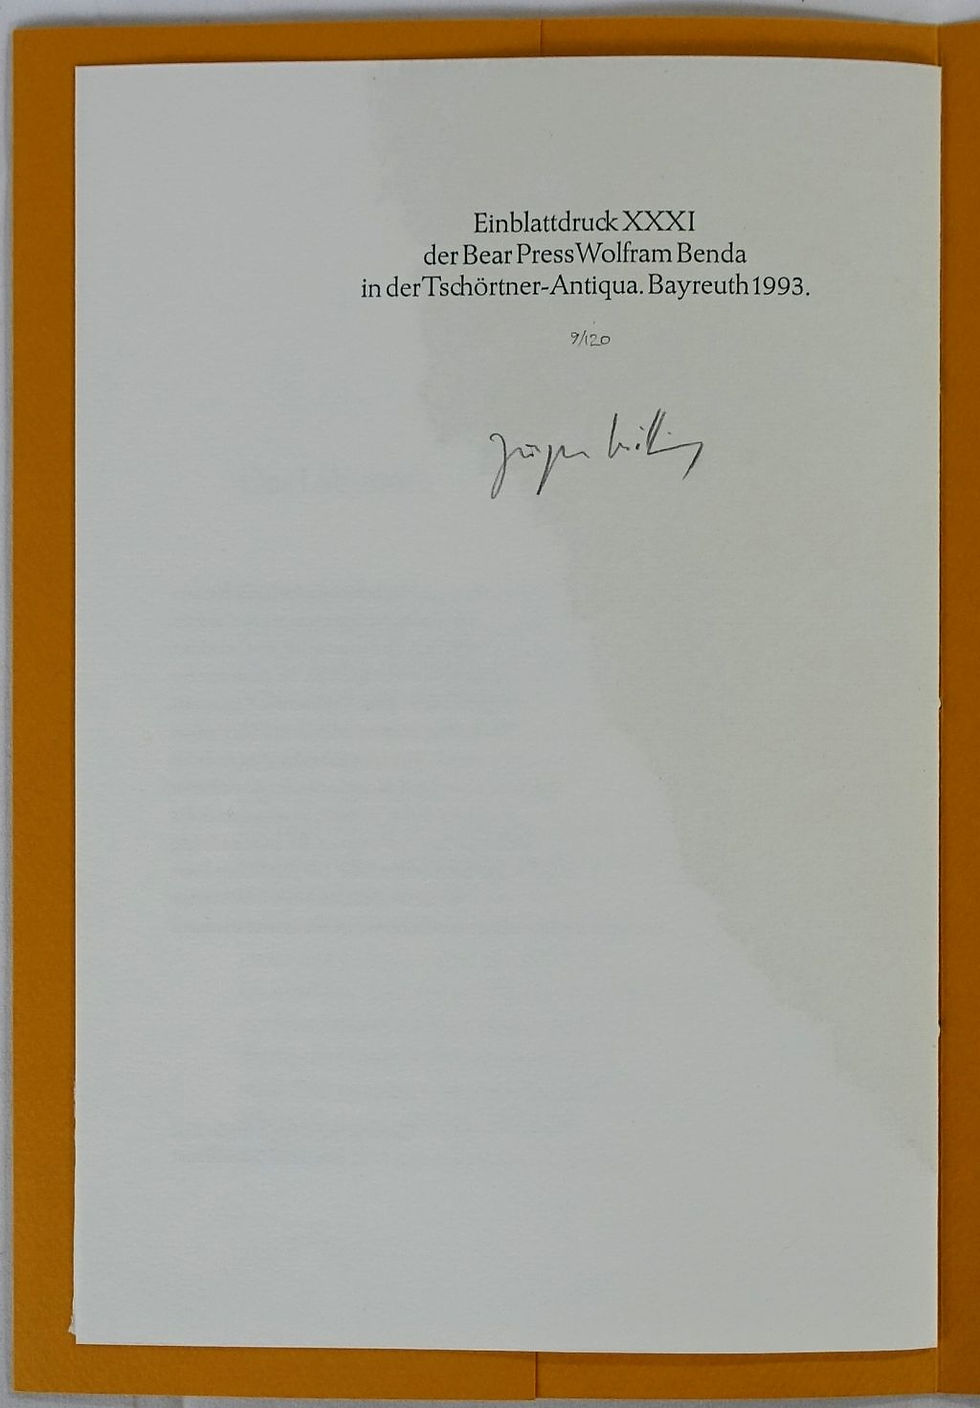 Einblattdruck XXXI
der Bear Press Wolfram Benda
in der Tschörtner-Antiqua. Bayreuth 1993.
9/120